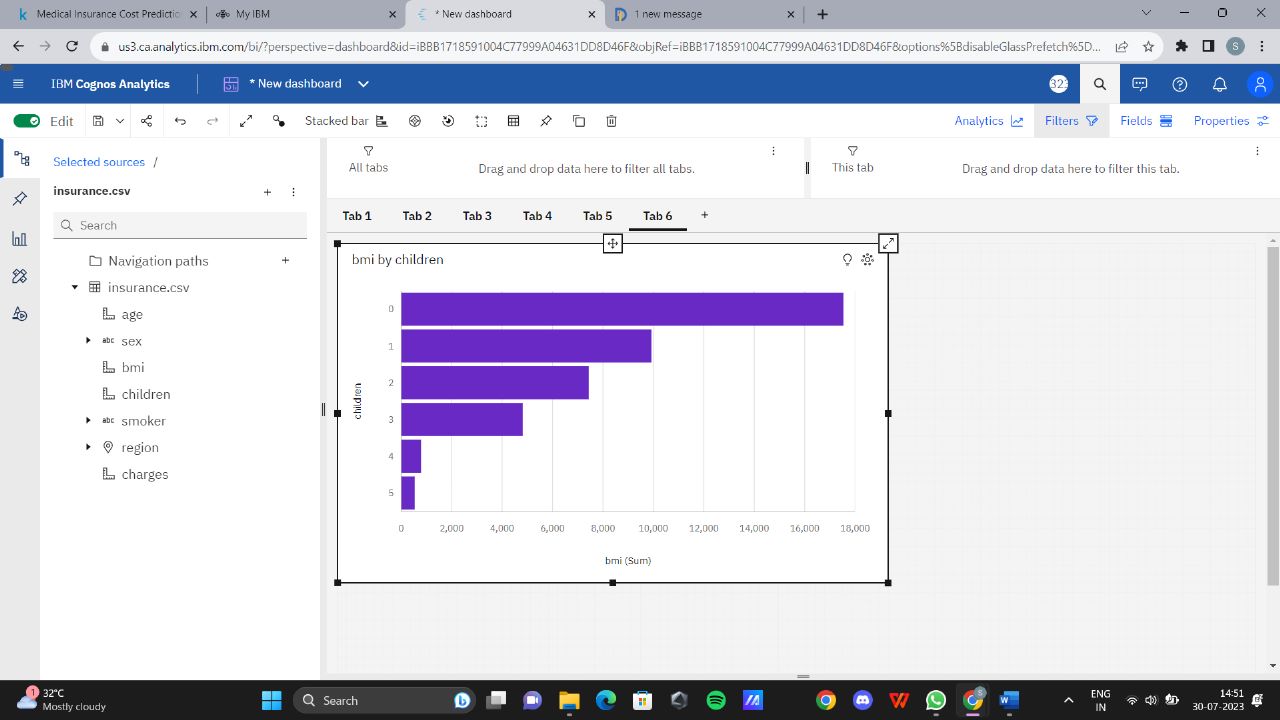 Medical Insurance Cost Predictic
My IBM
* New dashboard
1 new message
us3.ca.analytics.ibm.com/bi/?perspective=dashboard&id=iBBB1718591004C77999A04631DD8D46F&objRef=iBBB1718591004C77999A04631DD8D46F&options%5BdisableGlassPrefetch%5D...
S
IBM Cognos Analytics
* New dashboard
Edit
Stacked bar
Analytics
Filters
Fields
Properties
Selected sources /
insurance.csv
Search
Navigation paths
insurance.csv
age
abc sex
bmi
children
abc smoker
region
charges
All tabs
Drag and drop data here to filter all tabs.
This tab
Drag and drop data here to filter this tab.
Tab 1
Tab 2
Tab 3
Tab 4
Tab 5
Tab 6
bmi by children
children
0
1
2
3
4
5
0 2,000 4,000 6,000 8,000 10,000 12,000 14,000 16,000 18,000
bmi (Sum)
1
32°C
Mostly cloudy
Search
S
ENG
IN
14:51
30-07-2023